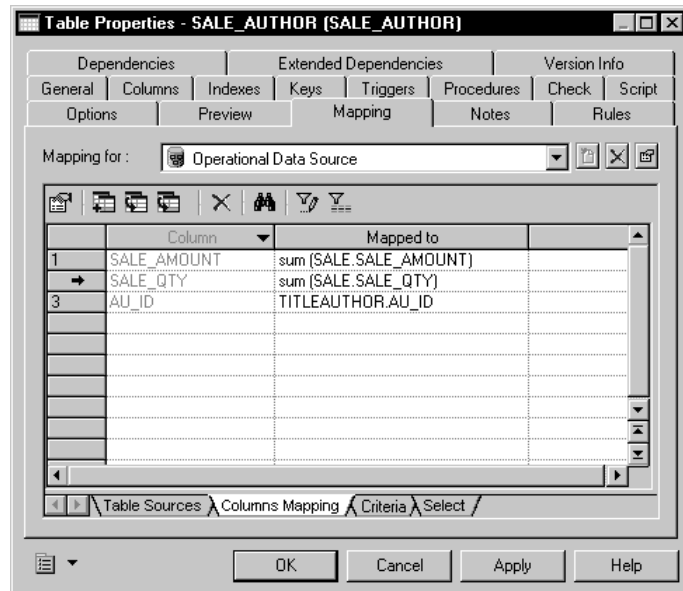 Table Properties - SALE_AUTHOR (SALE_AUTHOR)
Dependencies Extended Dependencies Version Info
General Columns Indexes Keys Triggers Procedures Check Script
Options Preview Mapping Notes Rules
Mapping for : Operational Data Source
Column Mapped to
1 SALE_AMOUNT sum (SALE.SALE_AMOUNT)
SALE_QTY sum (SALE.SALE_QTY)
3 AU_ID TITLEAUTHOR.AU_ID
Table Sources Columns Mapping Criteria Select
OK Cancel Apply Help